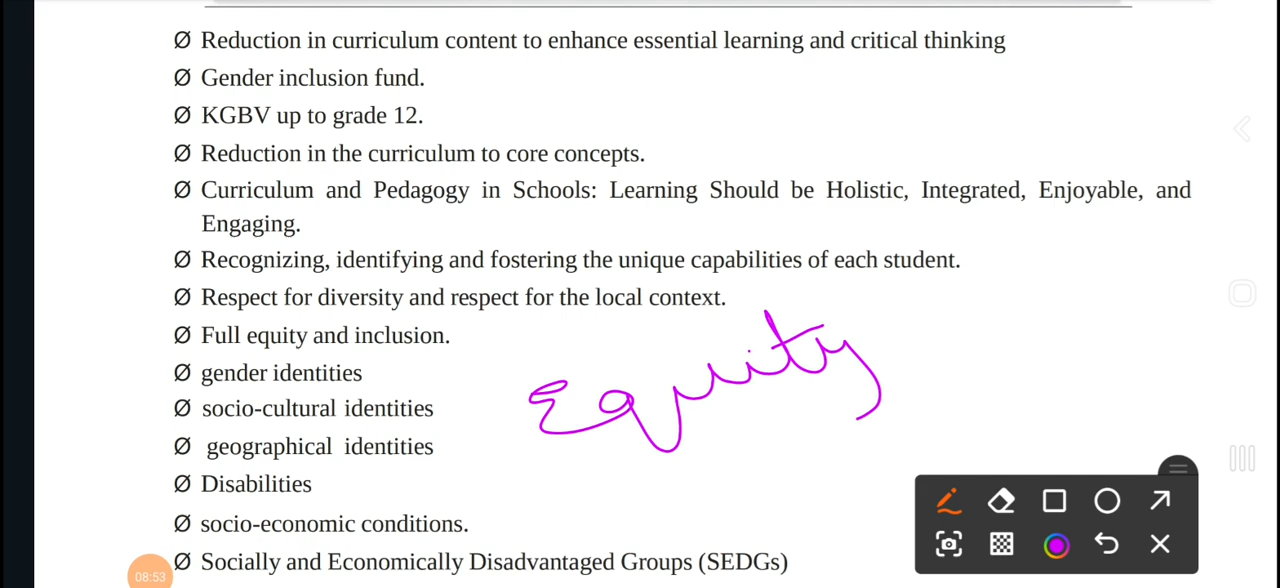 Ø Reduction in curriculum content to enhance essential learning and critical thinking
Ø Gender inclusion fund.
Ø KGBV up to grade 12.
Ø Reduction in the curriculum to core concepts.
Ø Curriculum and Pedagogy in Schools: Learning Should be Holistic, Integrated, Enjoyable, and
Engaging.
Ø Recognizing, identifying and fostering the unique capabilities of each student.
Ø Respect for diversity and respect for the local context.
Ø Full equity and inclusion.
Ø gender identities
Equity
Ø socio-cultural identities
Ø geographical identities
Ø Disabilities
Ø socio-economic conditions.
Ø Socially and Economically Disadvantaged Groups (SEDGs)
08:53